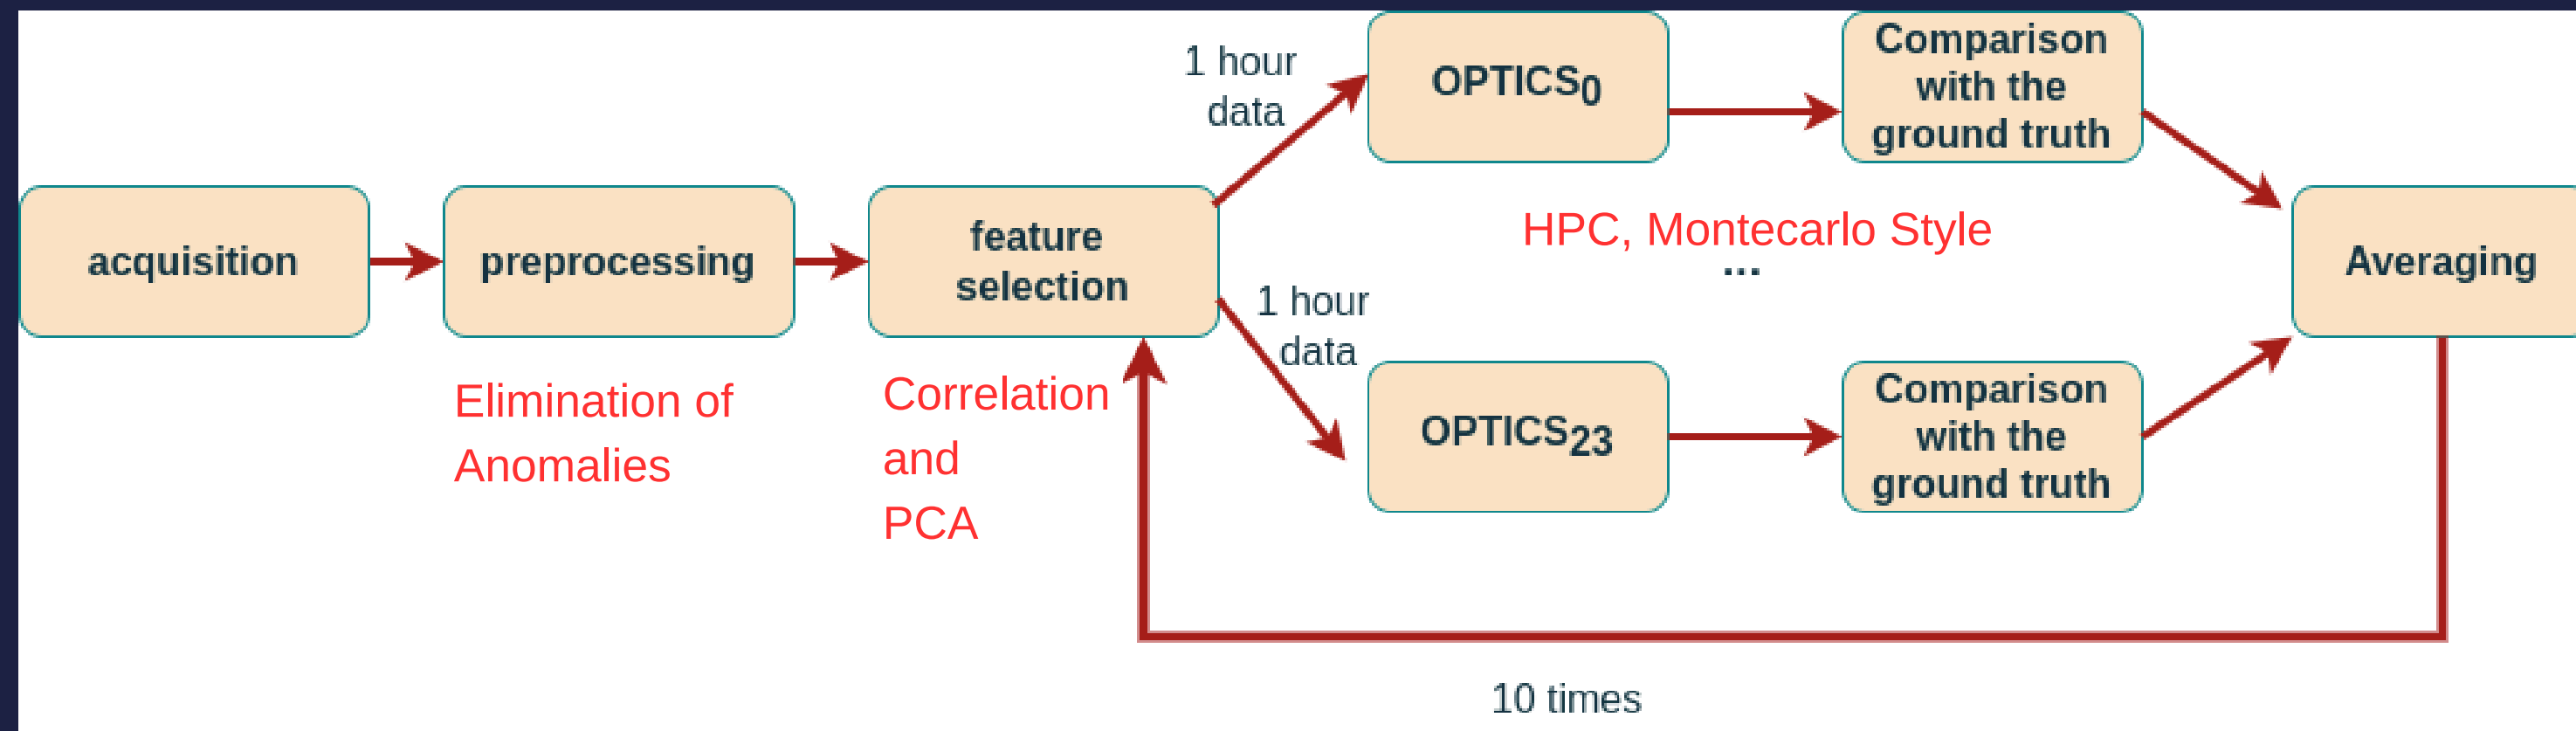 acquisition
preprocessing
Elimination of
Anomalies
feature
selection
Correlation
and
PCA
1 hour
data
OPTICS0
Comparison
with the
ground truth
HPC, Montecarlo Style
...
1 hour
data
OPTICS23
Comparison
with the
ground truth
Averaging
10 times